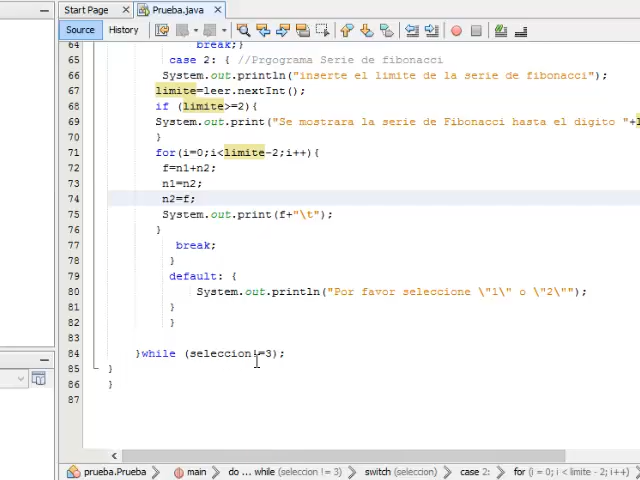 Start Page
Prueba.java
Source
History
64 break;}
65 case 2: { //Prgograma Serie de fibonacci
66 System.out.println("inserte el limite de la serie de fibonacci");
67 limite=leer.nextInt();
68 if (limite>=2){
69 System.out.print("Se mostrara la serie de Fibonacci hasta el digito "+l
70 }
71 for(i=0;i<limite-2;i++){
72 f=n1+n2;
73 n1=n2;
74 n2=f;
75 System.out.print(f+"\t");
76 }
77 break;
78 }
79 default: {
80 System.out.println("Por favor seleccione \"1\" o \"2\"");
81 }
82 }
83
84 }while (seleccion!=3);
85 }
86 }
87
prueba.Prueba
main
do ... while (seleccion != 3)
switch (seleccion)
case 2:
for (i = 0; i < limite - 2; i++)